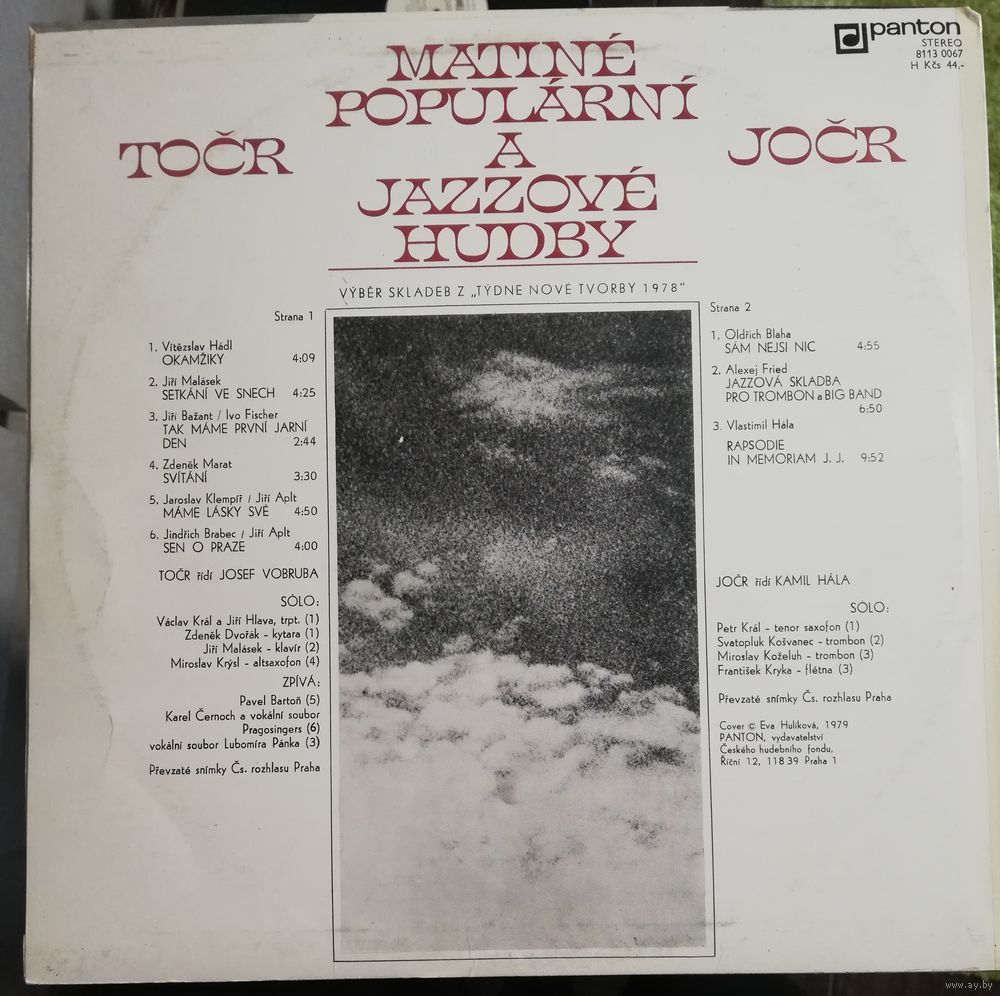 panton
STEREO
8113 0067
H Kčs 44,-
MATINÉ
POPULÁRNÍ
A
JAZZOVÉ
HUDBY
TOČR
JOČR
VÝBĚR SKLADEB Z „TÝDNE NOVÉ TVORBY 1978"
Strana 1
1. Vítězslav Hádl
OKAMŽIKY 4:09
2. Jiří Malásek
SETKÁNÍ VE SNECH 4:25
3. Jiří Bažant / Ivo Fischer
TAK MÁME PRVNÍ JARNÍ
DEN 2:44
4. Zdeněk Marat
SVÍTÁNÍ 3:30
5. Jaroslav Klempíř / Jiří Aplt
MÁME LÁSKY SVÉ 4:50
6. Jindřich Brabec / Jiří Aplt
SEN O PRAZE 4:00
TOČR řídí JOSEF VOBRUBA
SÓLO:
Václav Král a Jiří Hlava, trpt. (1)
Zdeněk Dvořák - kytara (1)
Jiří Malásek - klavír (2)
Miroslav Krýsl - altsaxofon (4)
ZPÍVÁ:
Pavel Bartoň (5)
Karel Černoch a vokální soubor
Pragosingers (6)
vokální soubor Lubomíra Pánka (3)
Převzaté snímky Čs. rozhlasu Praha
Strana 2
1. Oldřich Blaha
SÁM NEJSI NIC 4:55
2. Alexej Fried
JAZZOVÁ SKLADBA
PRO TROMBON a BIG BAND
6:50
3. Vlastimil Hála
RAPSODIE
IN MEMORIAM J. J. 9:52
JOČR řídí KAMIL HÁLA
SÓLO:
Petr Král - tenor saxofon (1)
Svatopluk Košvanec - trombon (2)
Miroslav Koželuh - trombon (3)
František Kryka - flétna (3)
Převzaté snímky Čs. rozhlasu Praha
Cover © Eva Hulíková, 1979
PANTON, vydavatelství
Českého hudebního fondu,
Říční 12, 118 39 Praha 1
www.ay.by